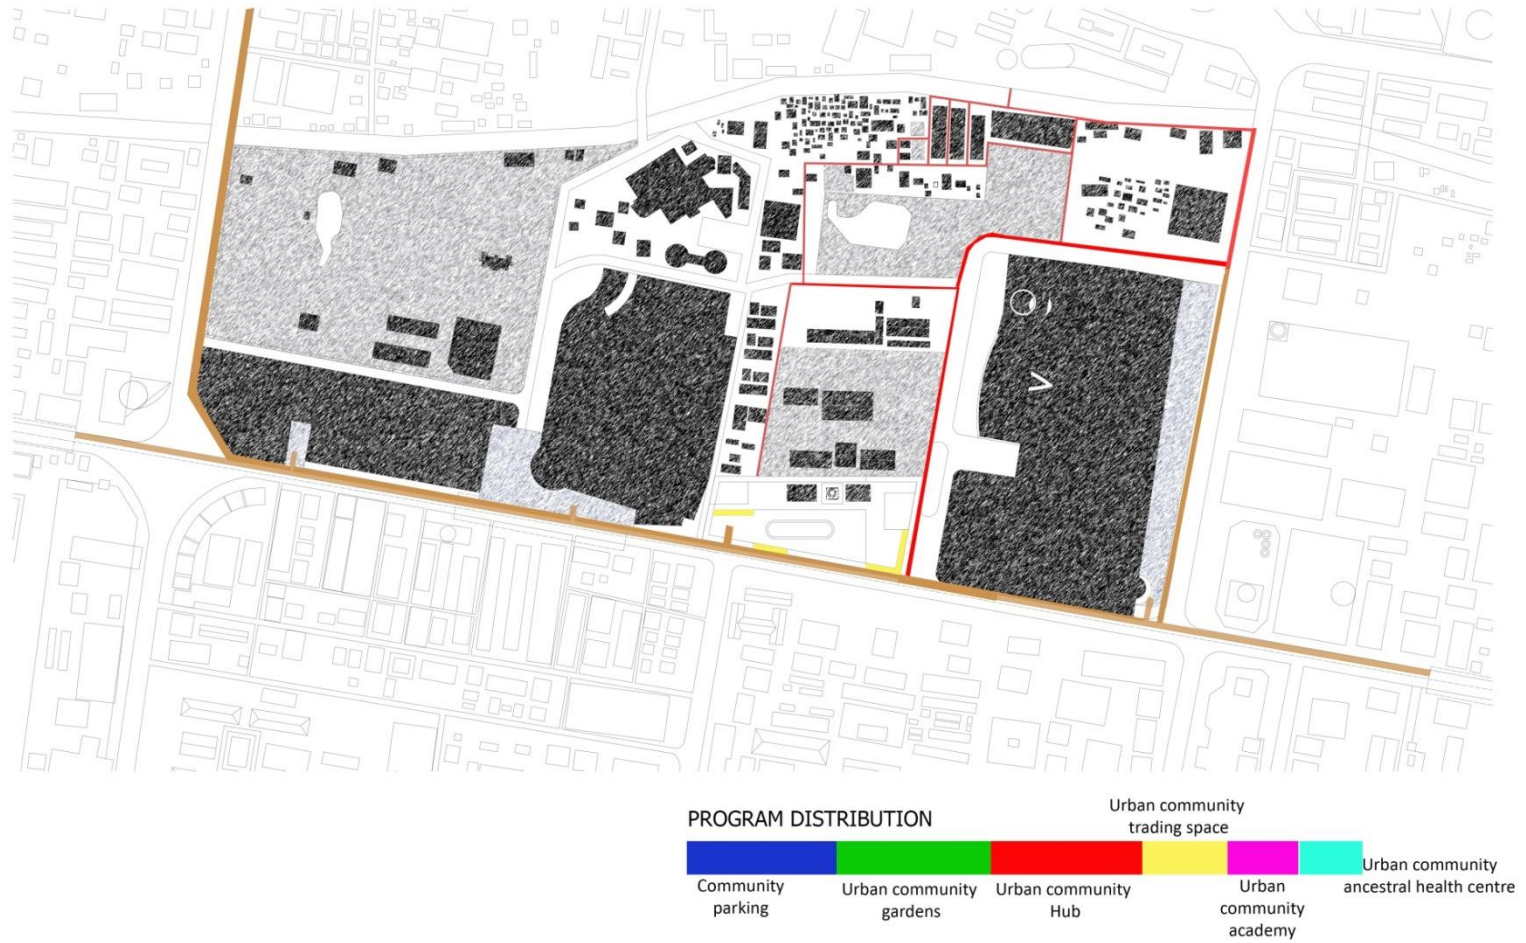 PROGRAM DISTRIBUTION
Urban community
trading space
Community
parking
Urban community
gardens
Urban community
Hub
Urban
community
academy
Urban community
ancestral health centre